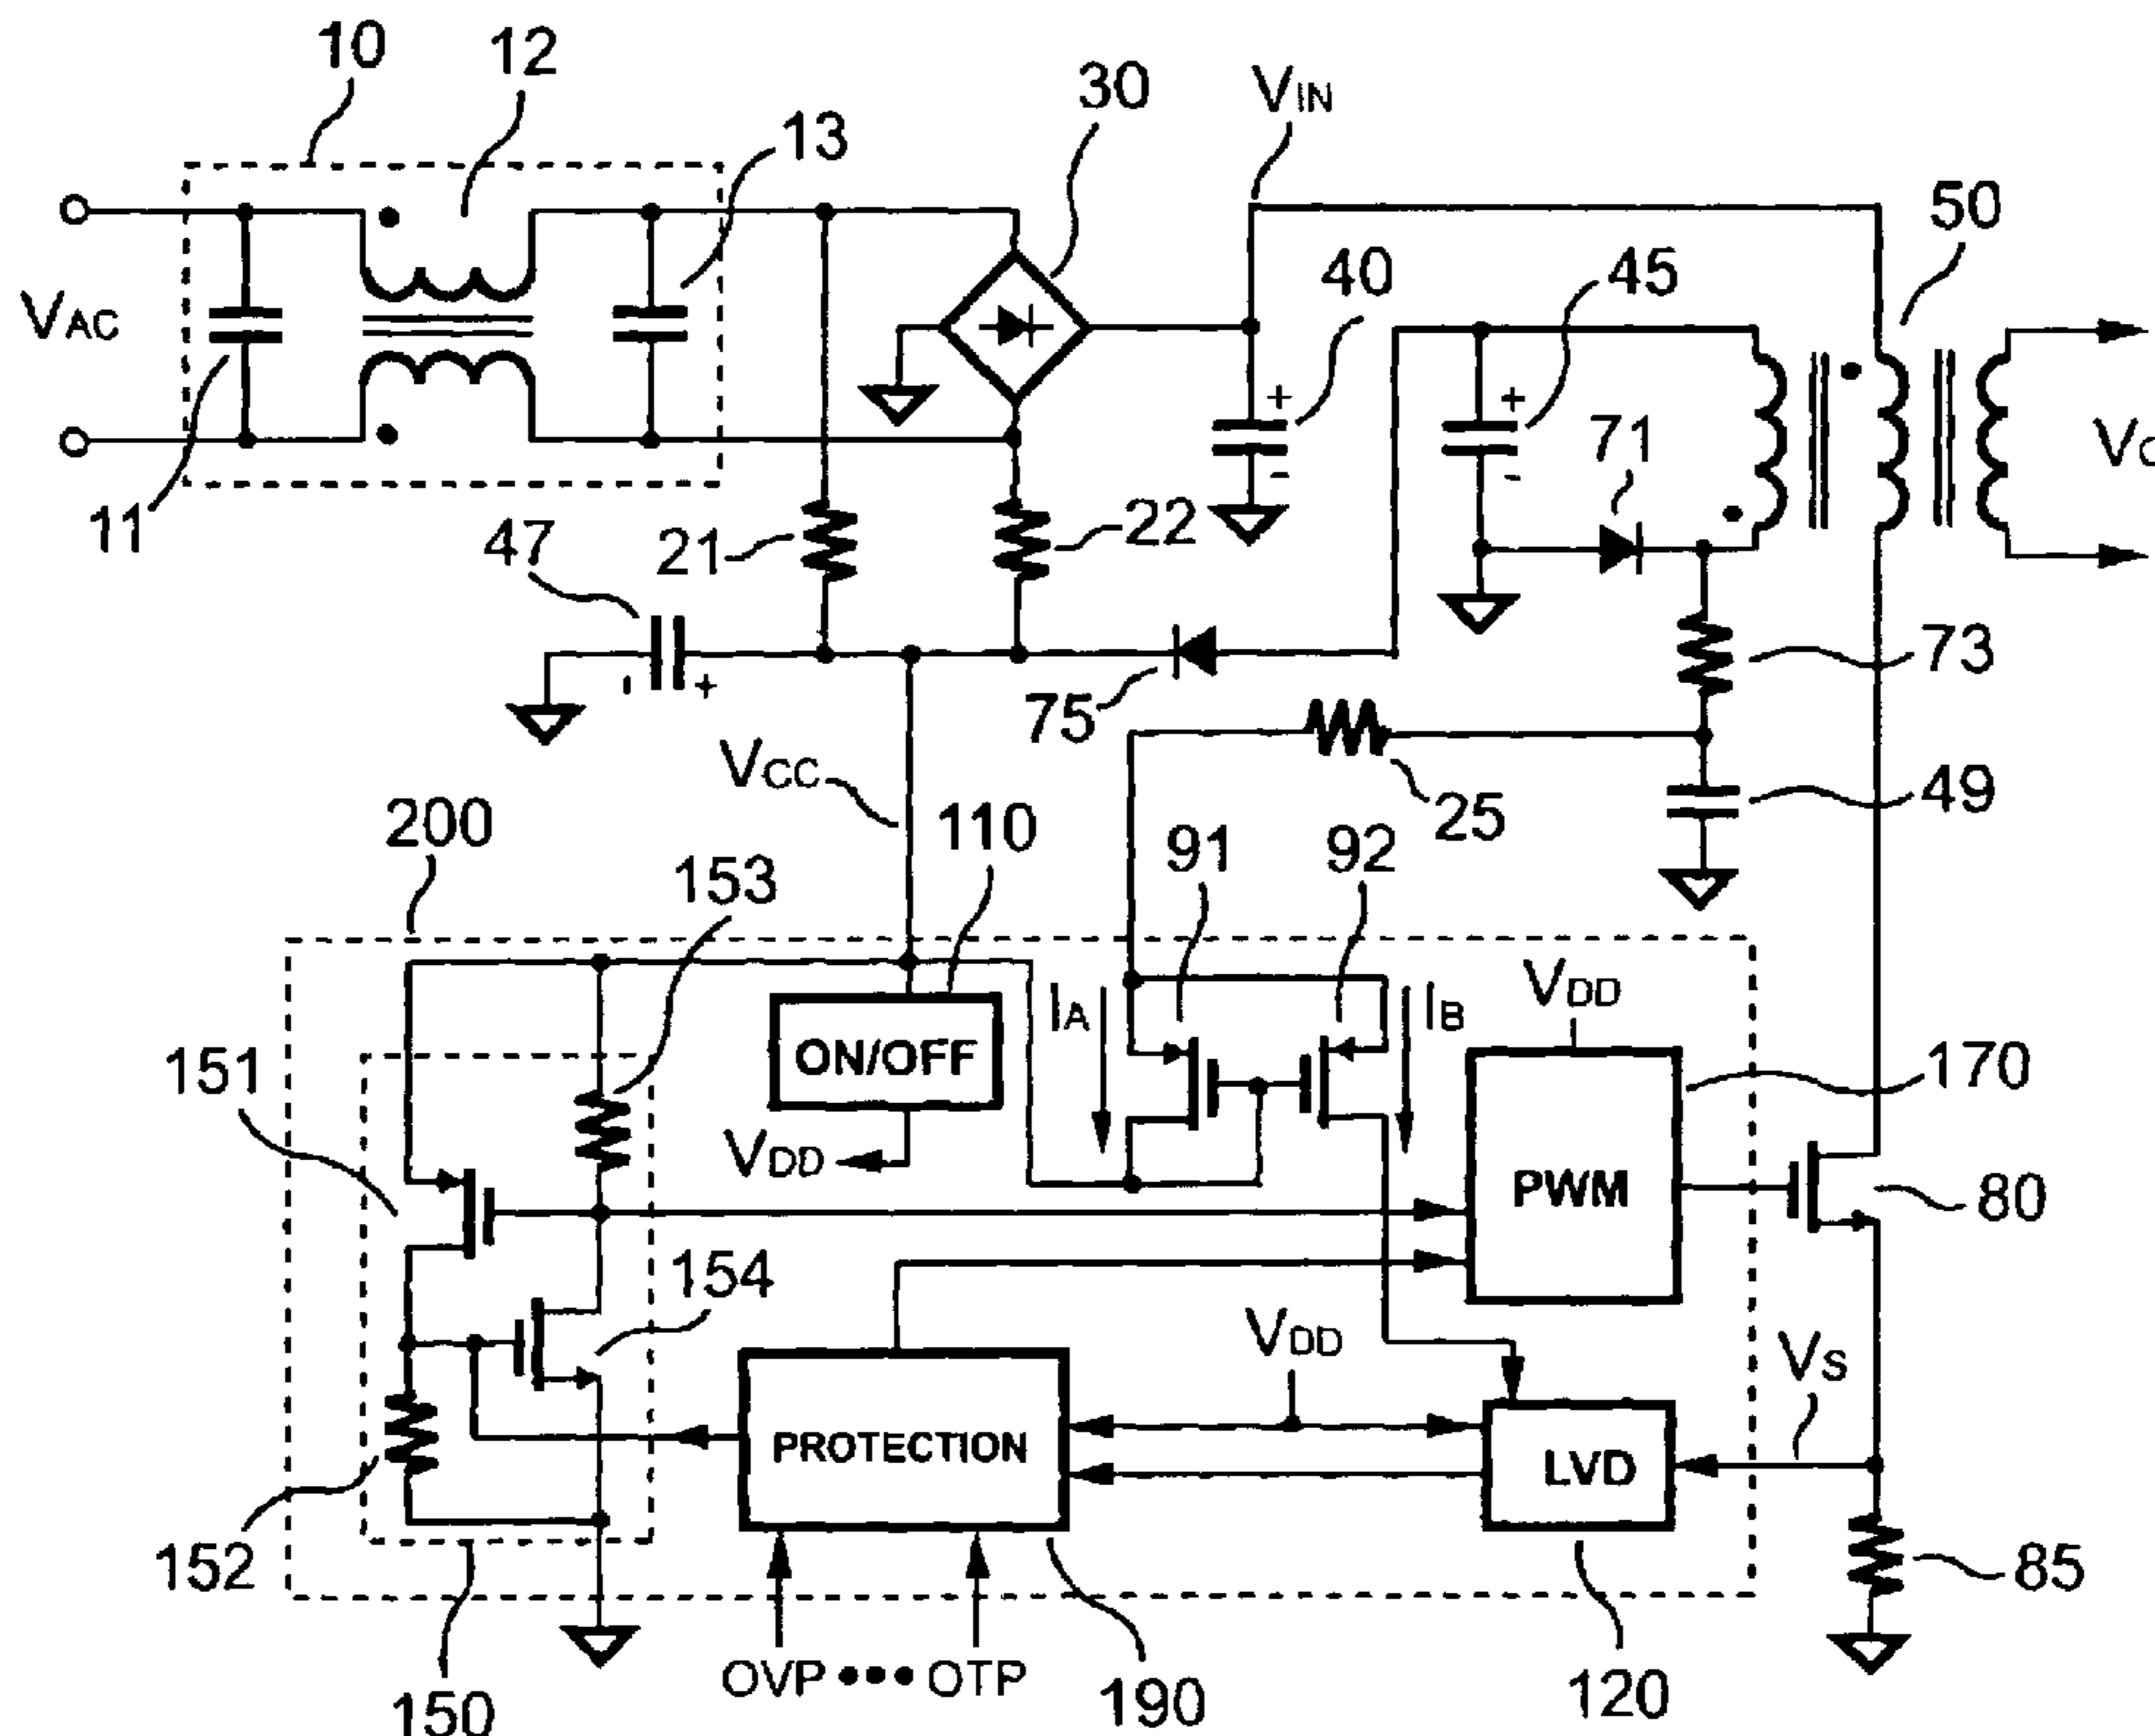 10
12
30
VIN
13
50
40
45
VAC
+
+
71
-
-
11
47
21
22
73
-
+
75
VCC
25
49
200
110
91
92
153
IA
IB
VDD
151
ON/OFF
170
VDD
PWM
80
154
VDD
VS
PROTECTION
LVD
152
85
OVP ••• OTP
150
190
120